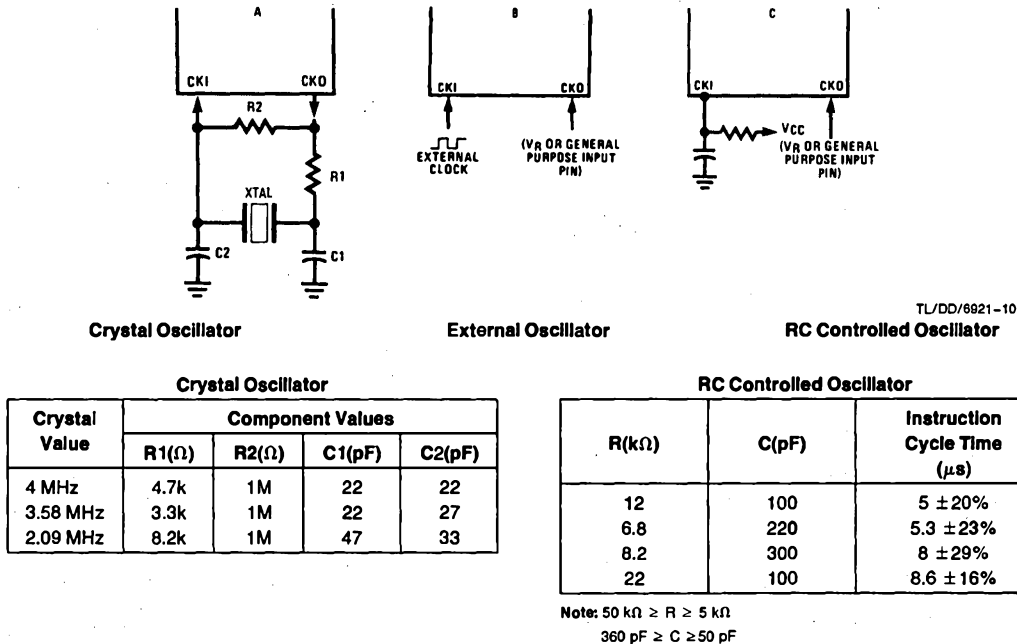 A
B
C
CKI
CKO
CKI
CKO
CKI
CKO
R2
R1
XTAL
C2
C1
EXTERNAL
CLOCK
(VR OR GENERAL
PURPOSE INPUT
PIN)
VCC
(VR OR GENERAL
PURPOSE INPUT
PIN)
TL/DD/6921-10
Crystal Oscillator
External Oscillator
RC Controlled Oscillator
Crystal Oscillator
Crystal Value | Component Values
R1(Ω) R2(Ω) C1(pF) C2(pF)
4 MHz 4.7k 1M 22 22
3.58 MHz 3.3k 1M 22 27
2.09 MHz 8.2k 1M 47 33
RC Controlled Oscillator
R(kΩ) C(pF) Instruction
Cycle Time
(μs)
12 100 5 ±20%
6.8 220 5.3 ±23%
8.2 300 8 ±29%
22 100 8.6 ±16%
Note: 50 kΩ ≥ R ≥ 5 kΩ
360 pF ≥ C ≥ 50 pF